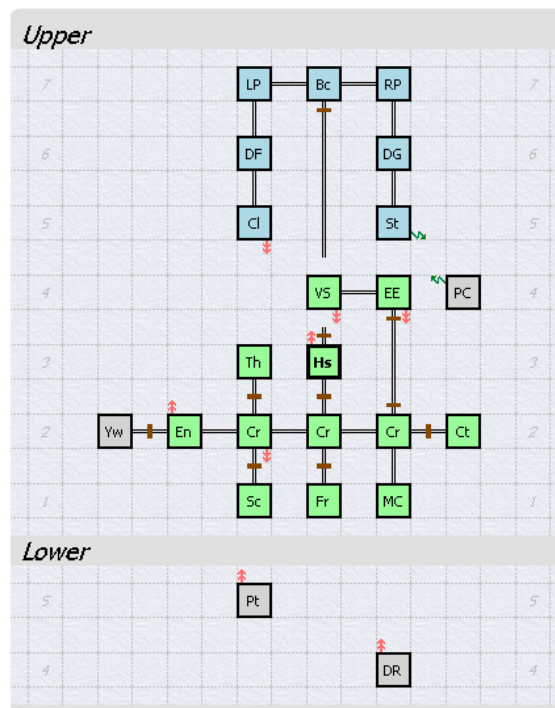 Upper
7 LP Bc RP 7
6 DF DG 6
5 Cl St 5
4 VS EE PC 4
3 Th Hs 3
2 Yw En Cr Cr Cr Ct 2
1 Sc Fr MC 1
Lower
5 Pt 5
4 DR 4